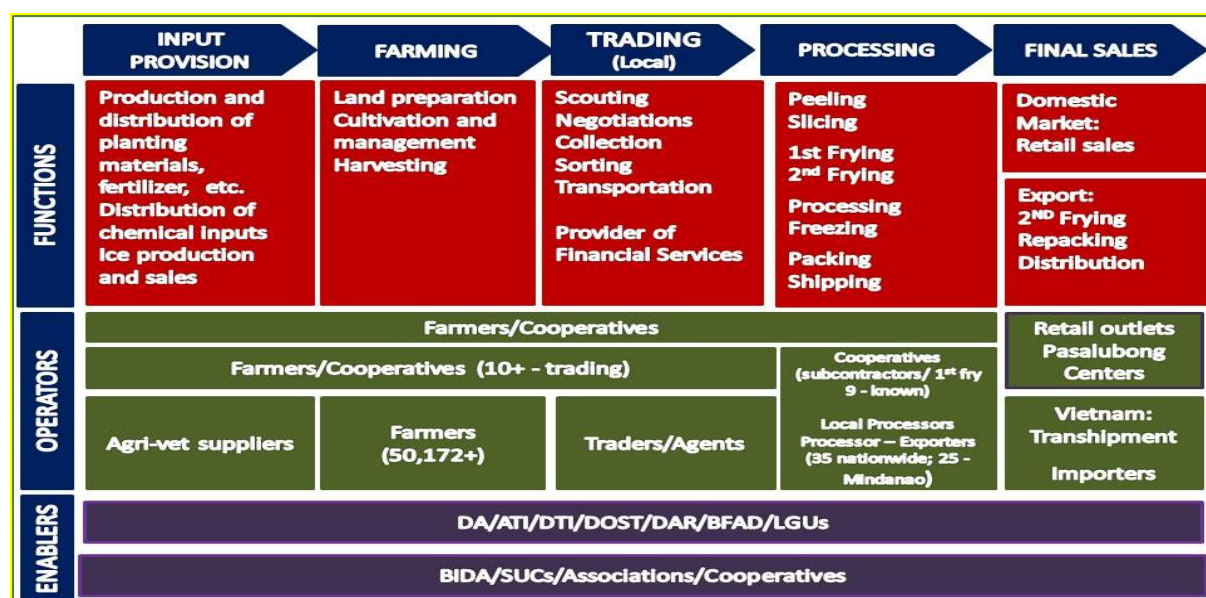 INPUT
PROVISION
FARMING
TRADING
(Local)
PROCESSING
FINAL SALES
FUNCTIONS
Production and
distribution of
planting
materials,
fertilizer, etc.
Distribution of
chemical inputs
Ice production
and sales
Land preparation
Cultivation and
management
Harvesting
Scouting
Negotiations
Collection
Sorting
Transportation
Provider of
Financial Services
Peeling
Slicing
1st Frying
2nd Frying
Processing
Freezing
Packing
Shipping
Domestic
Market:
Retail sales
Export:
2ND Frying
Repacking
Distribution
OPERATORS
Farmers/Cooperatives
Farmers/Cooperatives (10+ - trading)
Agri-vet suppliers
Farmers
(50,172+)
Traders/Agents
Cooperatives
(subcontractors/ 1st fry
9 - known)
Local Processors
Processor – Exporters
(35 nationwide; 25 -
Mindanao)
Retail outlets
Pasalubong
Centers
Vietnam:
Transhipment
Importers
ENABLERS
DA/ATI/DTI/DOST/DAR/BFAD/LGUs
BIDA/SUCs/Associations/Cooperatives